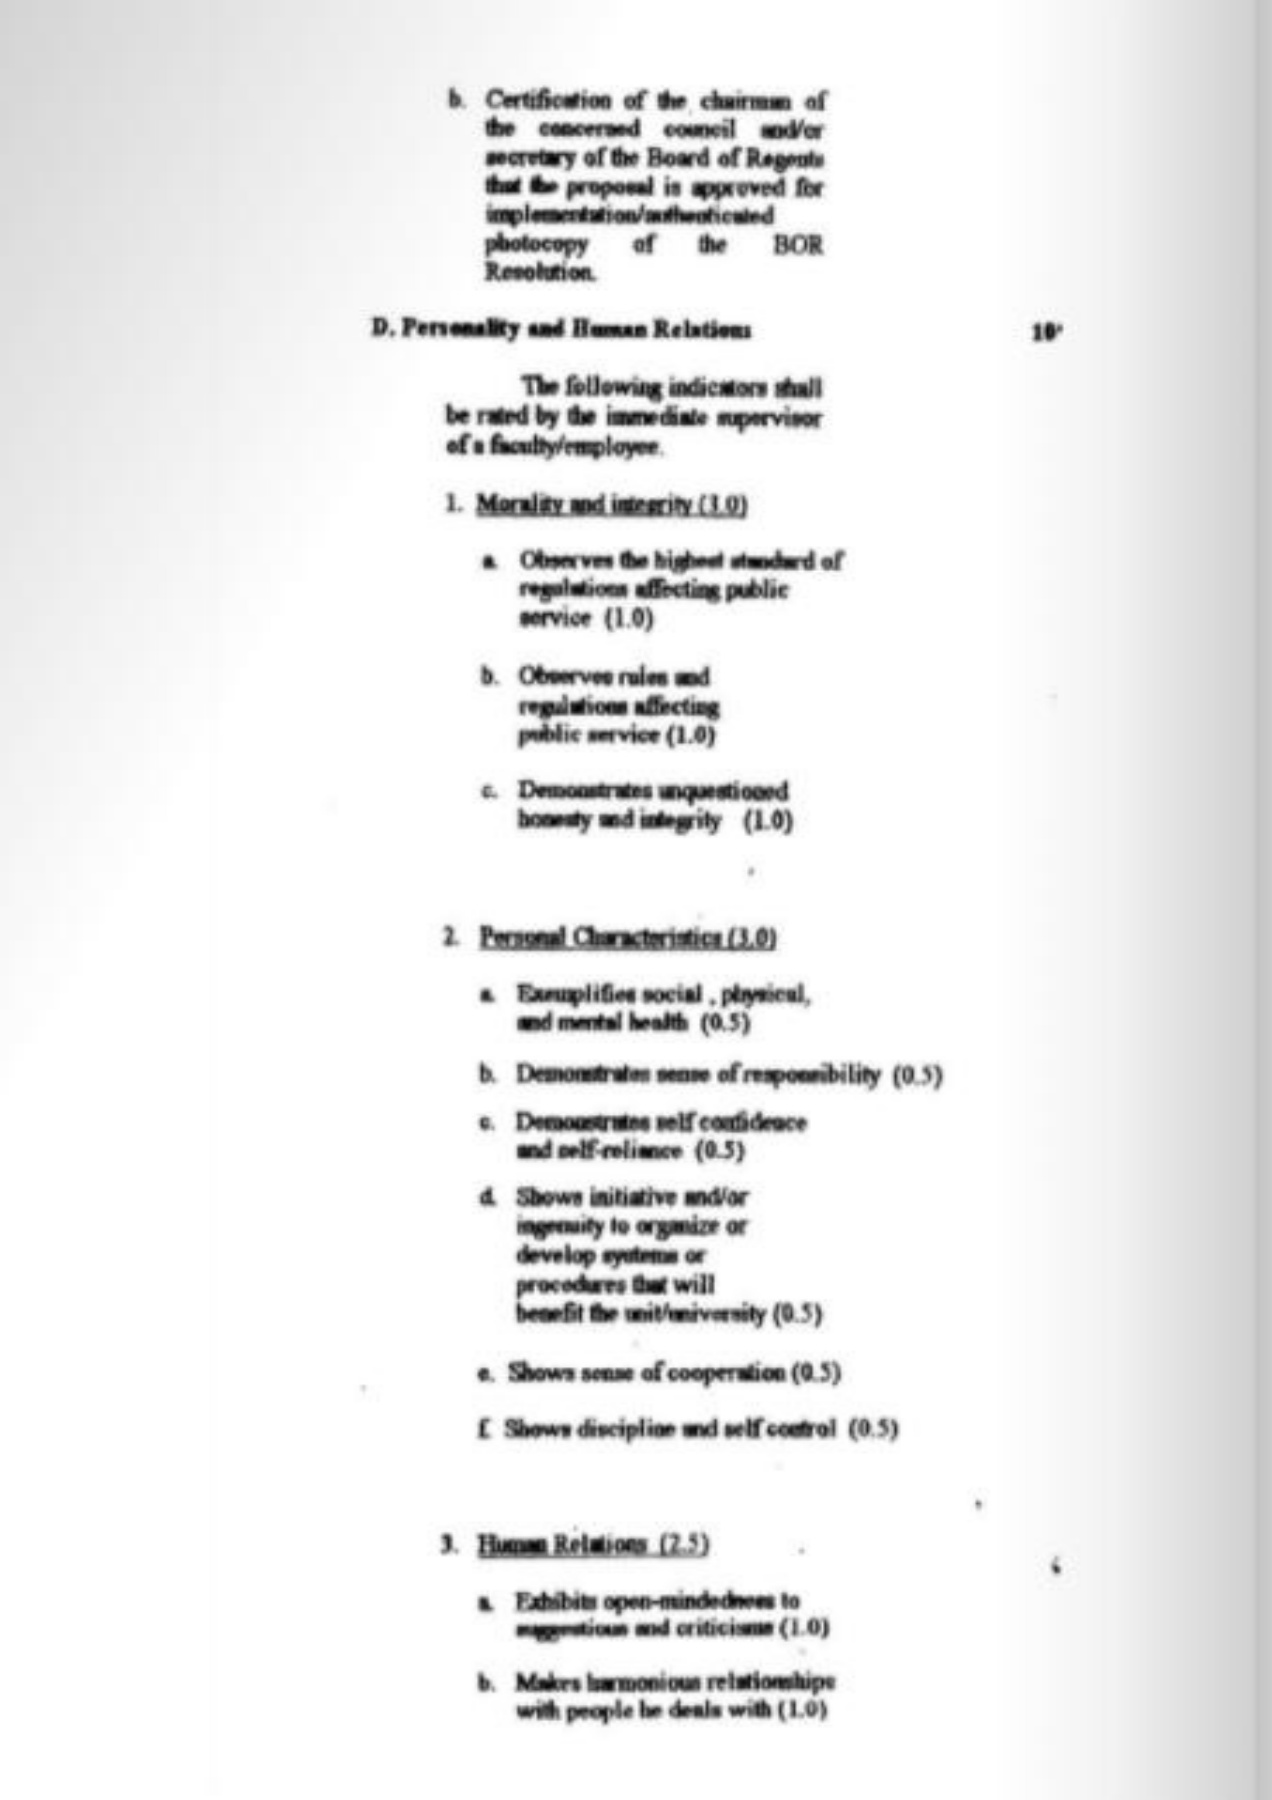 b. Certification of the chairman of
the concerned council and/or
secretary of the Board of Regents
that the proposal is approved for
implementation/authenticated
photocopy of the BOR
Resolution.
D. Personality and Human Relations 10
The following indicators shall
be rated by the immediate supervisor
of a faculty/employee.
1. Morality and integrity (3.0)
a. Observes the highest standard of
regulations affecting public
service (1.0)
b. Observes rules and
regulations affecting
public service (1.0)
c. Demonstrates unquestioned
honesty and integrity (1.0)
2. Personal Characteristics (3.0)
a. Exemplifies social , physical,
and mental health (0.5)
b. Demonstrates sense of responsibility (0.5)
c. Demonstrates self confidence
and self-reliance (0.5)
d. Shows initiative and/or
ingenuity to organize or
develop systems or
procedures that will
benefit the unit/university (0.5)
e. Shows sense of cooperation (0.5)
f. Shows discipline and self control (0.5)
3. Human Relations (2.5)
a. Exhibits open-mindedness to
suggestions and criticisms (1.0)
b. Makes harmonious relationships
with people he deals with (1.0)